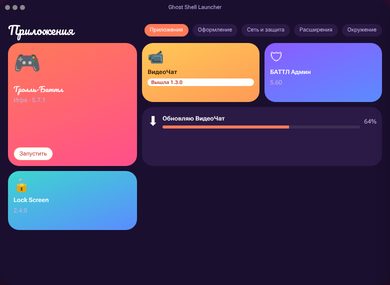 Ghost Shell Launcher
Приложения
Приложения
Оформление
Сеть и защита
Расширения
Окружение
Тролль Баттл
Игра · 5.7.1
Запустить
ВидеоЧат
Вышла 1.3.0
БАТТЛ Админ
5.60
Обновляю ВидеоЧат
64%
Lock Screen
2.4.0